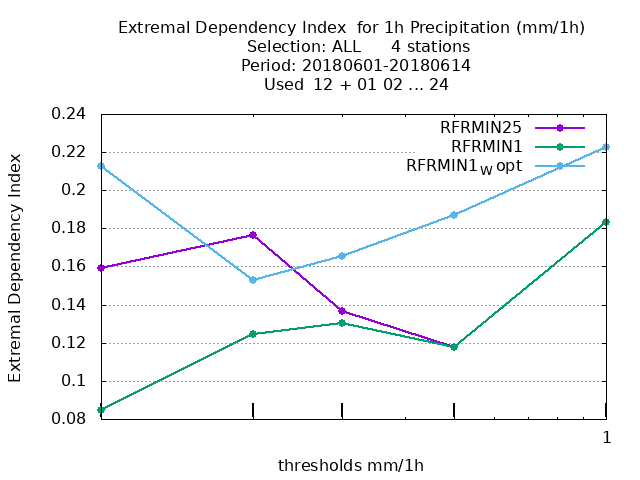 Extremal Dependency Index for 1h Precipitation (mm/1h)
Selection: ALL 4 stations
Period: 20180601-20180614
Used 12 + 01 02 ... 24
RFRMIN25
RFRMIN1
RFRMIN1W opt
0.24
0.22
0.2
0.18
0.16
0.14
0.12
0.1
0.08
Extremal Dependency Index
1
thresholds mm/1h